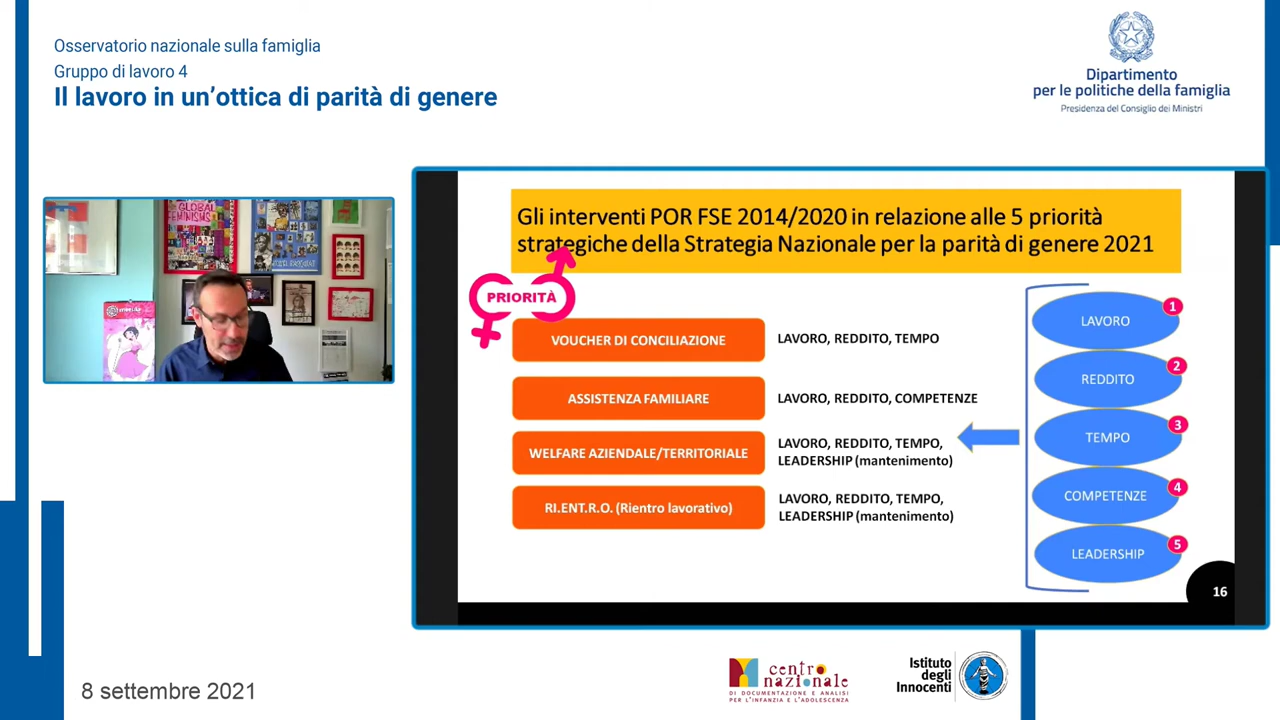 Osservatorio nazionale sulla famiglia
Gruppo di lavoro 4
Il lavoro in un'ottica di parità di genere
Dipartimento
per le politiche della famiglia
Presidenza del Consiglio dei Ministri
GLOBAL
FEMINISMS
Gli interventi POR FSE 2014/2020 in relazione alle 5 priorità
strategiche della Strategia Nazionale per la parità di genere 2021
PRIORITÀ
VOUCHER DI CONCILIAZIONE
LAVORO, REDDITO, TEMPO
ASSISTENZA FAMILIARE
LAVORO, REDDITO, COMPETENZE
WELFARE AZIENDALE/TERRITORIALE
LAVORO, REDDITO, TEMPO,
LEADERSHIP (mantenimento)
RI.ENT.R.O. (Rientro lavorativo)
LAVORO, REDDITO, TEMPO,
LEADERSHIP (mantenimento)
LAVORO 1
REDDITO 2
TEMPO 3
COMPETENZE 4
LEADERSHIP 5
16
8 settembre 2021
centro
nazionale
DI DOCUMENTAZIONE E ANALISI
PER L'INFANZIA E L'ADOLESCENZA
Istituto
degli
Innocenti